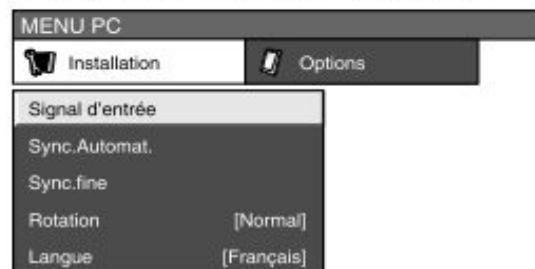 MENU PC
Installation Options
Signal d'entrée
Sync.Automat.
Sync.fine
Rotation [Normal]
Langue [Français]